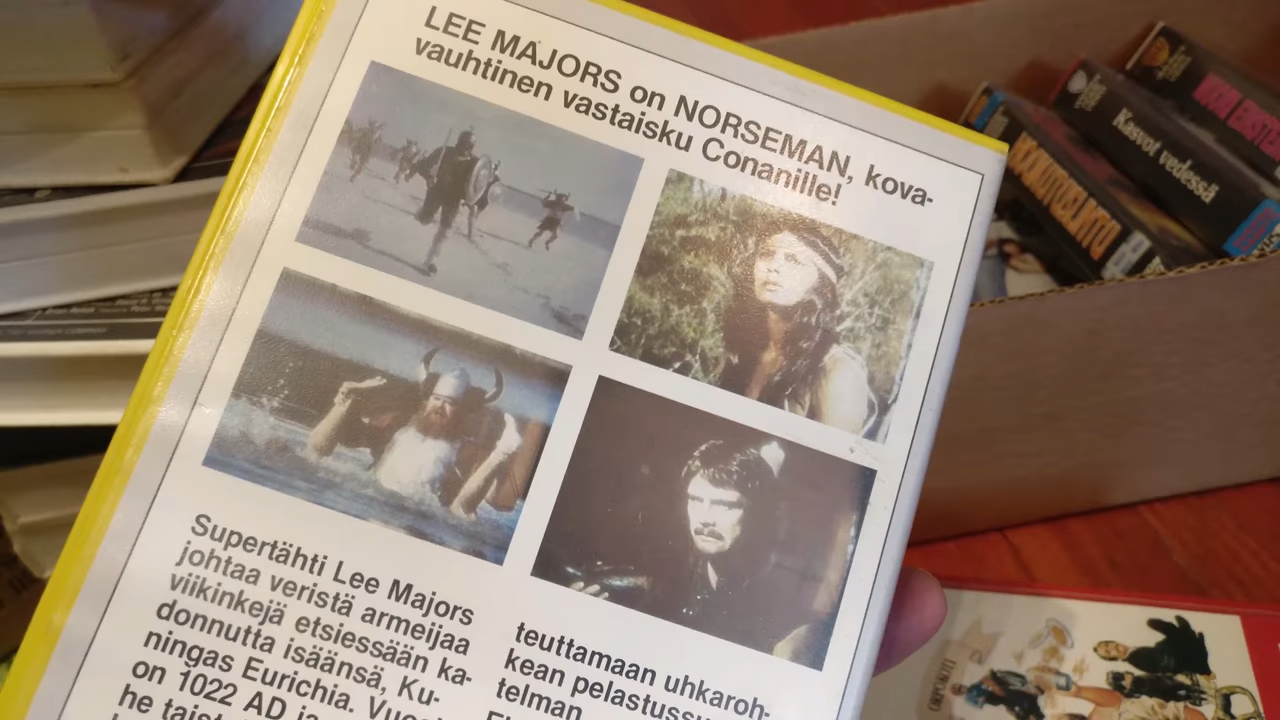 LEE MAJORS on NORSEMAN, kova-
vauhtinen vastaisku Conanille!
Supertähti Lee Majors
johtaa veristä armeijaa
viikinkejä etsiessään ka-
donnutta isäänsä, Ku-
ningas Eurichia.
on 1022 AD ja
he
teuttamaan uhkaroh-
kean
telman
Kasvot vedessä